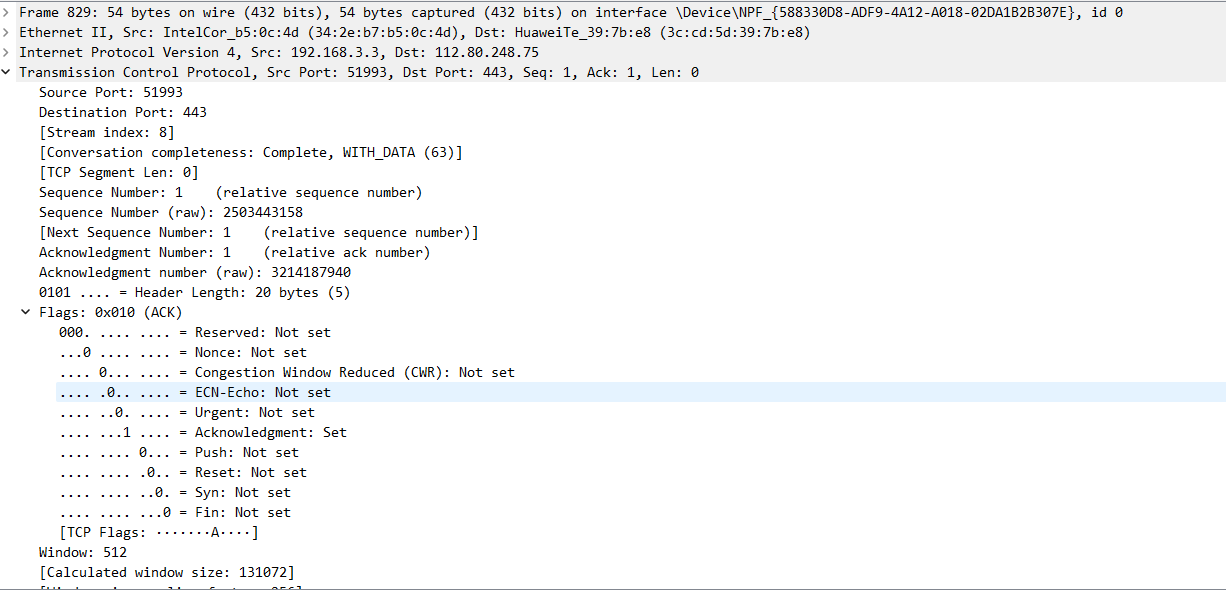 Frame 829: 54 bytes on wire (432 bits), 54 bytes captured (432 bits) on interface \Device\NPF_{588330D8-ADF9-4A12-A018-02DA1B2B307E}, id 0
Ethernet II, Src: IntelCor_b5:0c:4d (34:2e:b7:b5:0c:4d), Dst: HuaweiTe_39:7b:e8 (3c:cd:5d:39:7b:e8)
Internet Protocol Version 4, Src: 192.168.3.3, Dst: 112.80.248.75
Transmission Control Protocol, Src Port: 51993, Dst Port: 443, Seq: 1, Ack: 1, Len: 0
Source Port: 51993
Destination Port: 443
[Stream index: 8]
[Conversation completeness: Complete, WITH_DATA (63)]
[TCP Segment Len: 0]
Sequence Number: 1    (relative sequence number)
Sequence Number (raw): 2503443158
[Next Sequence Number: 1    (relative sequence number)]
Acknowledgment Number: 1    (relative ack number)
Acknowledgment number (raw): 3214187940
0101 .... = Header Length: 20 bytes (5)
Flags: 0x010 (ACK)
000. .... .... = Reserved: Not set
...0 .... .... = Nonce: Not set
.... 0... .... = Congestion Window Reduced (CWR): Not set
.... .0.. .... = ECN-Echo: Not set
.... ..0. .... = Urgent: Not set
.... ...1 .... = Acknowledgment: Set
.... .... 0... = Push: Not set
.... .... .0.. = Reset: Not set
.... .... ..0. = Syn: Not set
.... .... ...0 = Fin: Not set
[TCP Flags: ·······A····]
Window: 512
[Calculated window size: 131072]